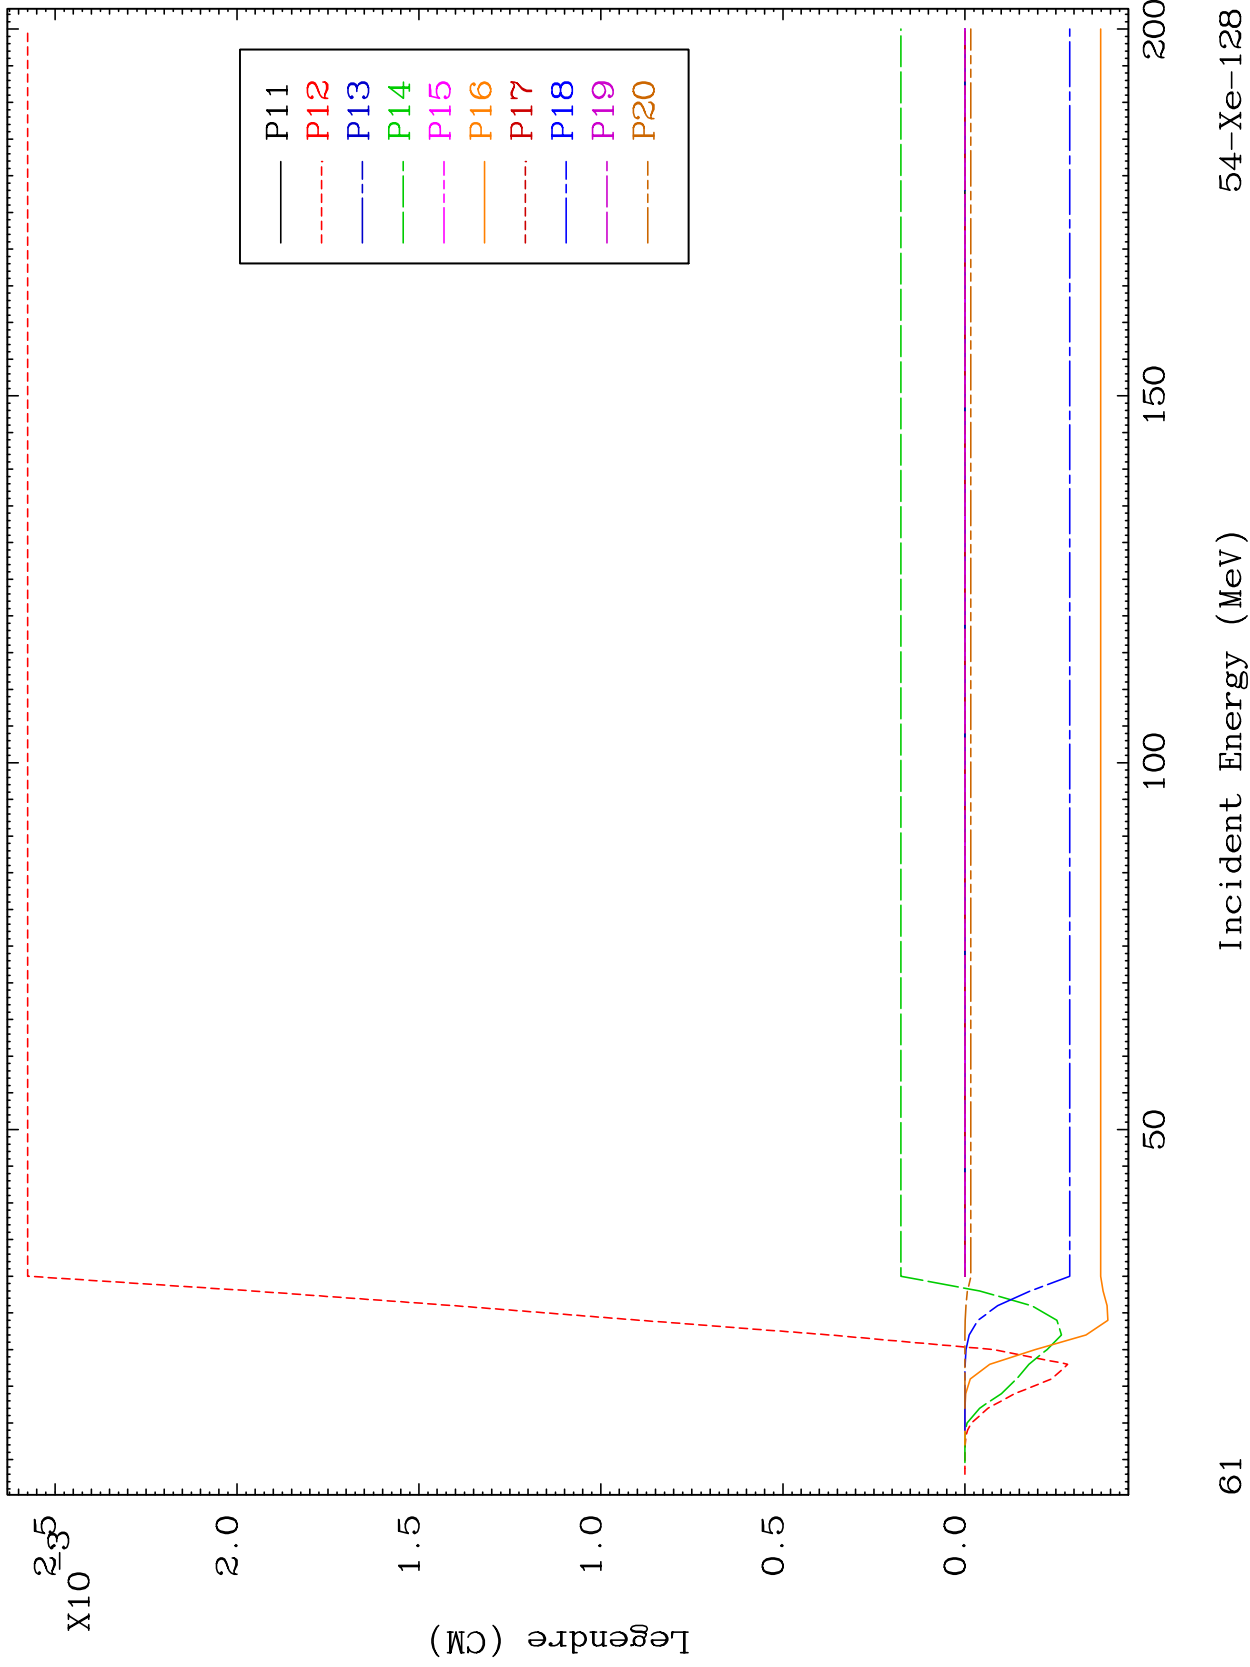 X10
-3
2.5
2.0
1.5
1.0
0.5
0.0
Legendre (CM)
P11
P12
P13
P14
P15
P16
P17
P18
P19
P20
50
100
150
200
Incident Energy (MeV)
61
54-Xe-128